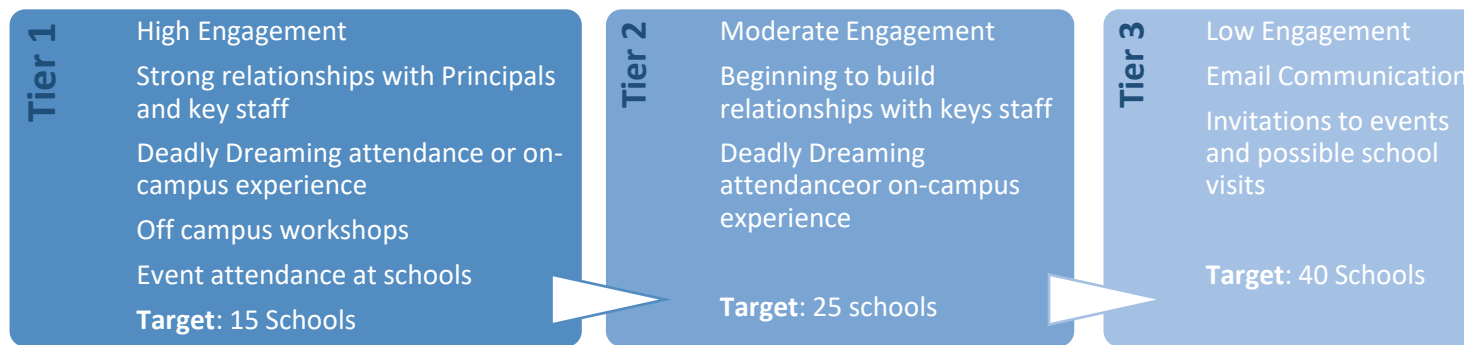 Tier 1
High Engagement
Strong relationships with Principals
and key staff
Deadly Dreaming attendance or on-
campus experience
Off campus workshops
Event attendance at schools
Target: 15 Schools
Tier 2
Moderate Engagement
Beginning to build
relationships with keys staff
Deadly Dreaming
attendanceor on-campus
experience
Target: 25 schools
Tier 3
Low Engagement
Email Communication
Invitations to events
and possible school
visits
Target: 40 Schools